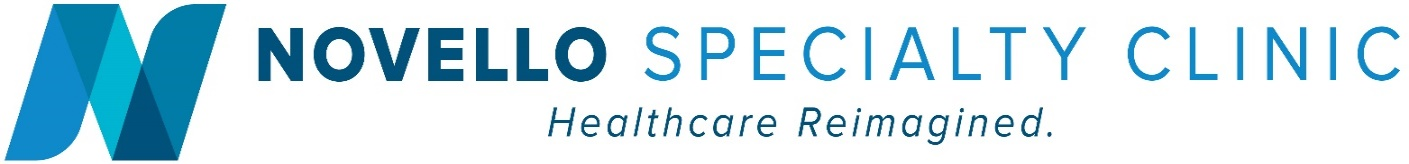 NOVELLO SPECIALTY CLINIC
Healthcare Reimagined.